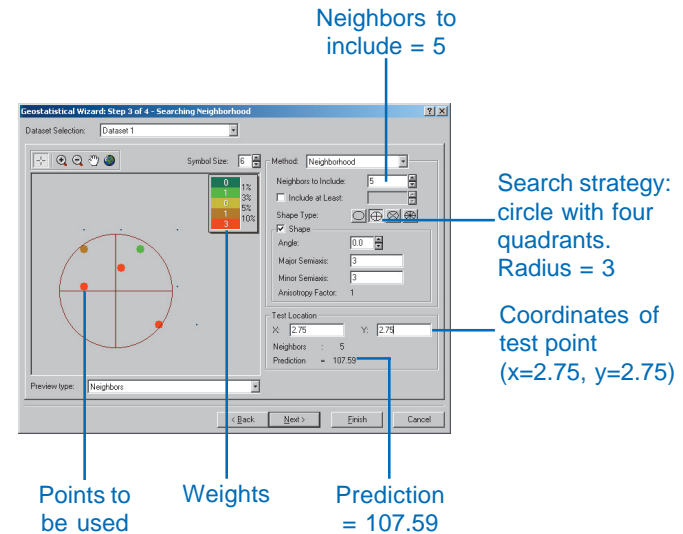 Neighbors to
include = 5
Geostatistical Wizard: Step 3 of 4 - Searching Neighborhood
Dataset Selection: Dataset 1
Symbol Size: 6
Method: Neighborhood
0
1
0
1
3
1%
3%
5%
10%
Neighbors to Include: 5
Include at Least:
Shape Type:
Shape
Angle: 0.0
Major Semiaxis: 3
Minor Semiaxis: 3
Anisotropy Factor: 1
Test Location
X: 2.75 Y: 2.75
Neighbors : 5
Prediction = 107.59
Preview type: Neighbors
< Back Next > Finish Cancel
Search strategy:
circle with four
quadrants.
Radius = 3
Coordinates of
test point
(x=2.75, y=2.75)
Points to
be used
Weights
Prediction
= 107.59